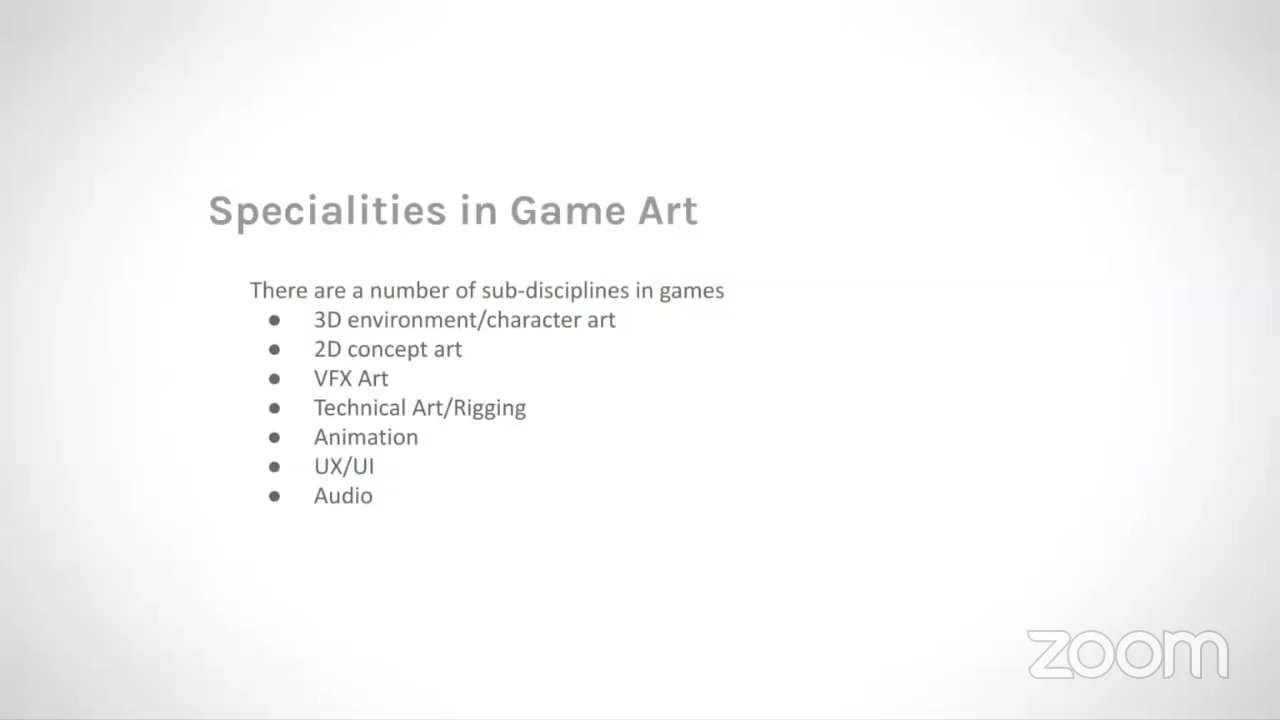 Specialities in Game Art
There are a number of sub-disciplines in games
● 3D environment/character art
● 2D concept art
● VFX Art
● Technical Art/Rigging
● Animation
● UX/UI
● Audio
zoom